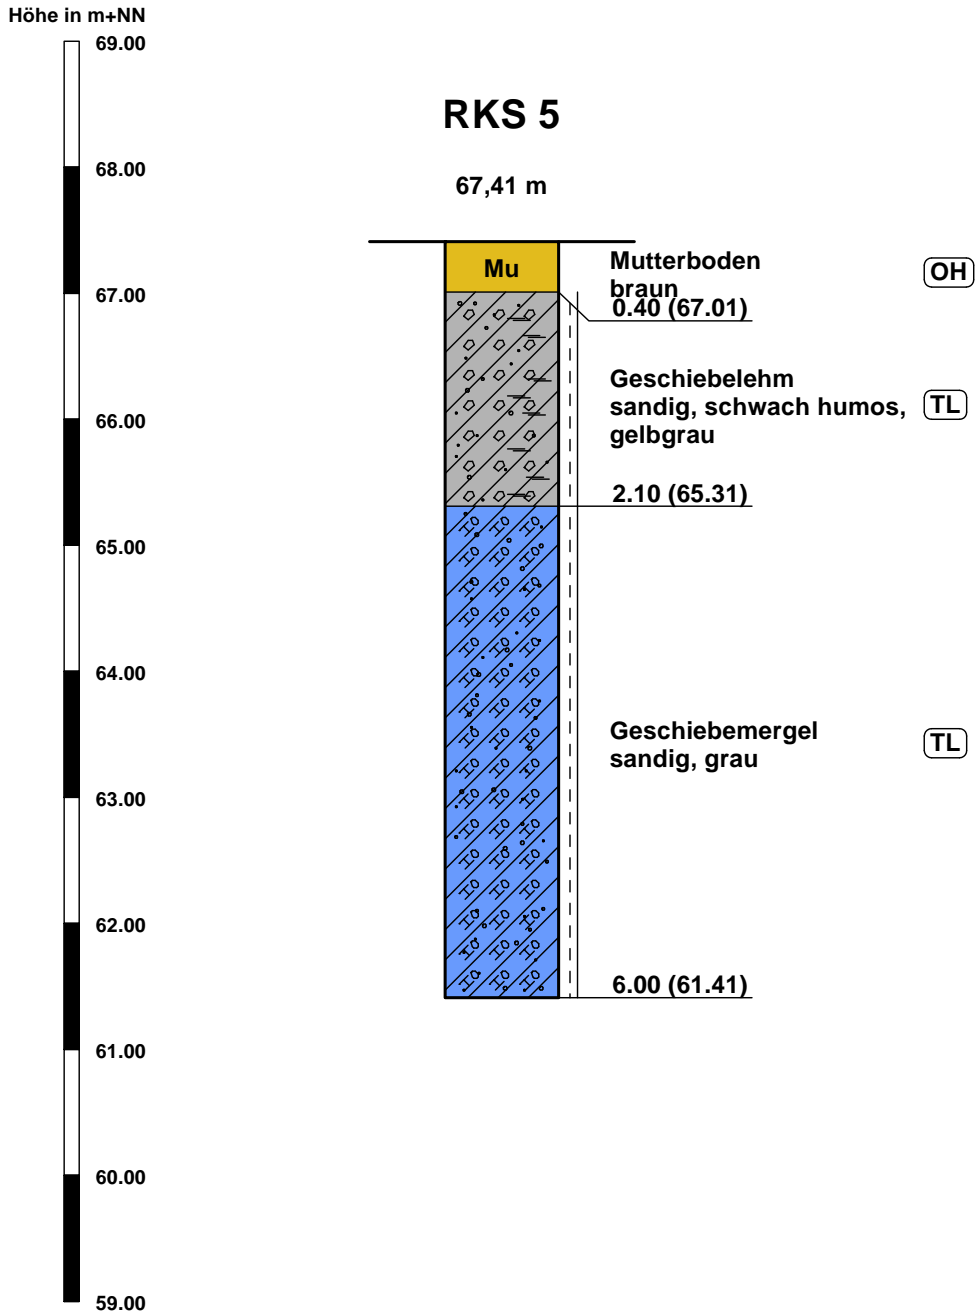 Höhe in m+NN
69.00
68.00
67.00
66.00
65.00
64.00
63.00
62.00
61.00
60.00
59.00
RKS 5
67,41 m
Mu
Mutterboden
braun
OH
0.40 (67.01)
Geschiebelehm
sandig, schwach humos,
gelbgrau
TL
2.10 (65.31)
Geschiebemergel
sandig, grau
TL
6.00 (61.41)